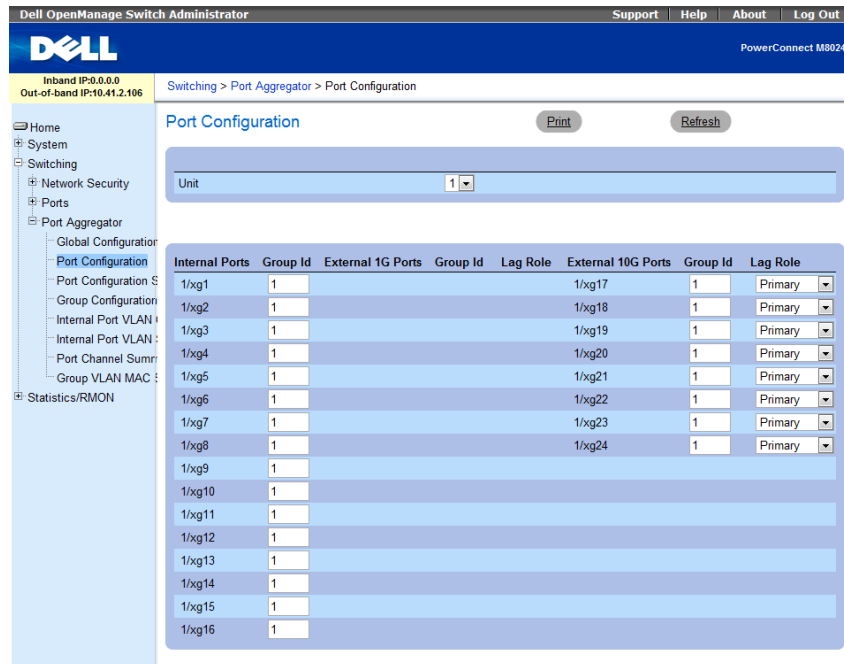 Dell OpenManage Switch Administrator
Support | Help | About | Log Out
DELL
PowerConnect M8024
Inband IP:0.0.0.0
Out-of-band IP:10.41.2.106
Switching > Port Aggregator > Port Configuration
Home
System
Switching
Network Security
Ports
Port Aggregator
Global Configuration
Port Configuration
Port Configuration S
Group Configuration
Internal Port VLAN
Internal Port VLAN
Port Channel Summ
Group VLAN MAC
Statistics/RMON
Port Configuration
Print
Refresh
Unit 1
Internal Ports Group Id External 1G Ports Group Id Lag Role External 10G Ports Group Id Lag Role
1/xg1 1 1/xg17 1 Primary
1/xg2 1 1/xg18 1 Primary
1/xg3 1 1/xg19 1 Primary
1/xg4 1 1/xg20 1 Primary
1/xg5 1 1/xg21 1 Primary
1/xg6 1 1/xg22 1 Primary
1/xg7 1 1/xg23 1 Primary
1/xg8 1 1/xg24 1 Primary
1/xg9 1
1/xg10 1
1/xg11 1
1/xg12 1
1/xg13 1
1/xg14 1
1/xg15 1
1/xg16 1